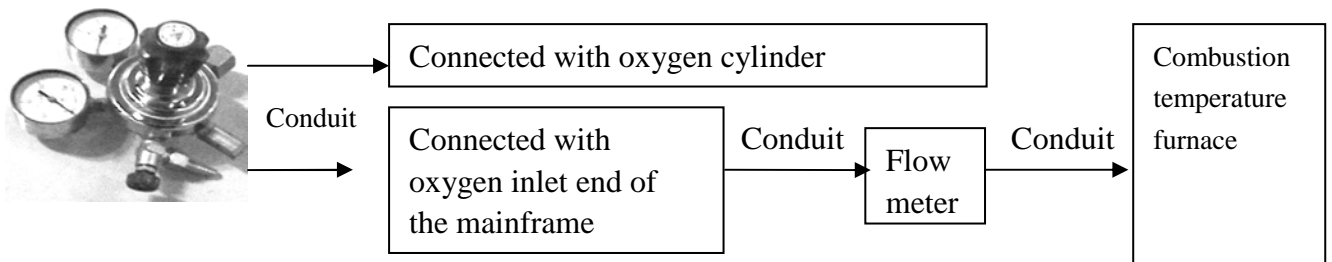 Connected with oxygen cylinder
Conduit
Connected with
oxygen inlet end of
the mainframe
Conduit
Flow
meter
Conduit
Combustion
temperature
furnace